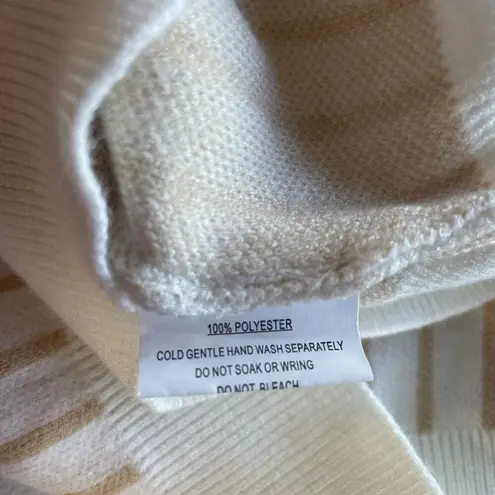 100% POLYESTER
COLD GENTLE HAND WASH SEPARATELY
DO NOT SOAK OR WRING
DO NOT BLEACH